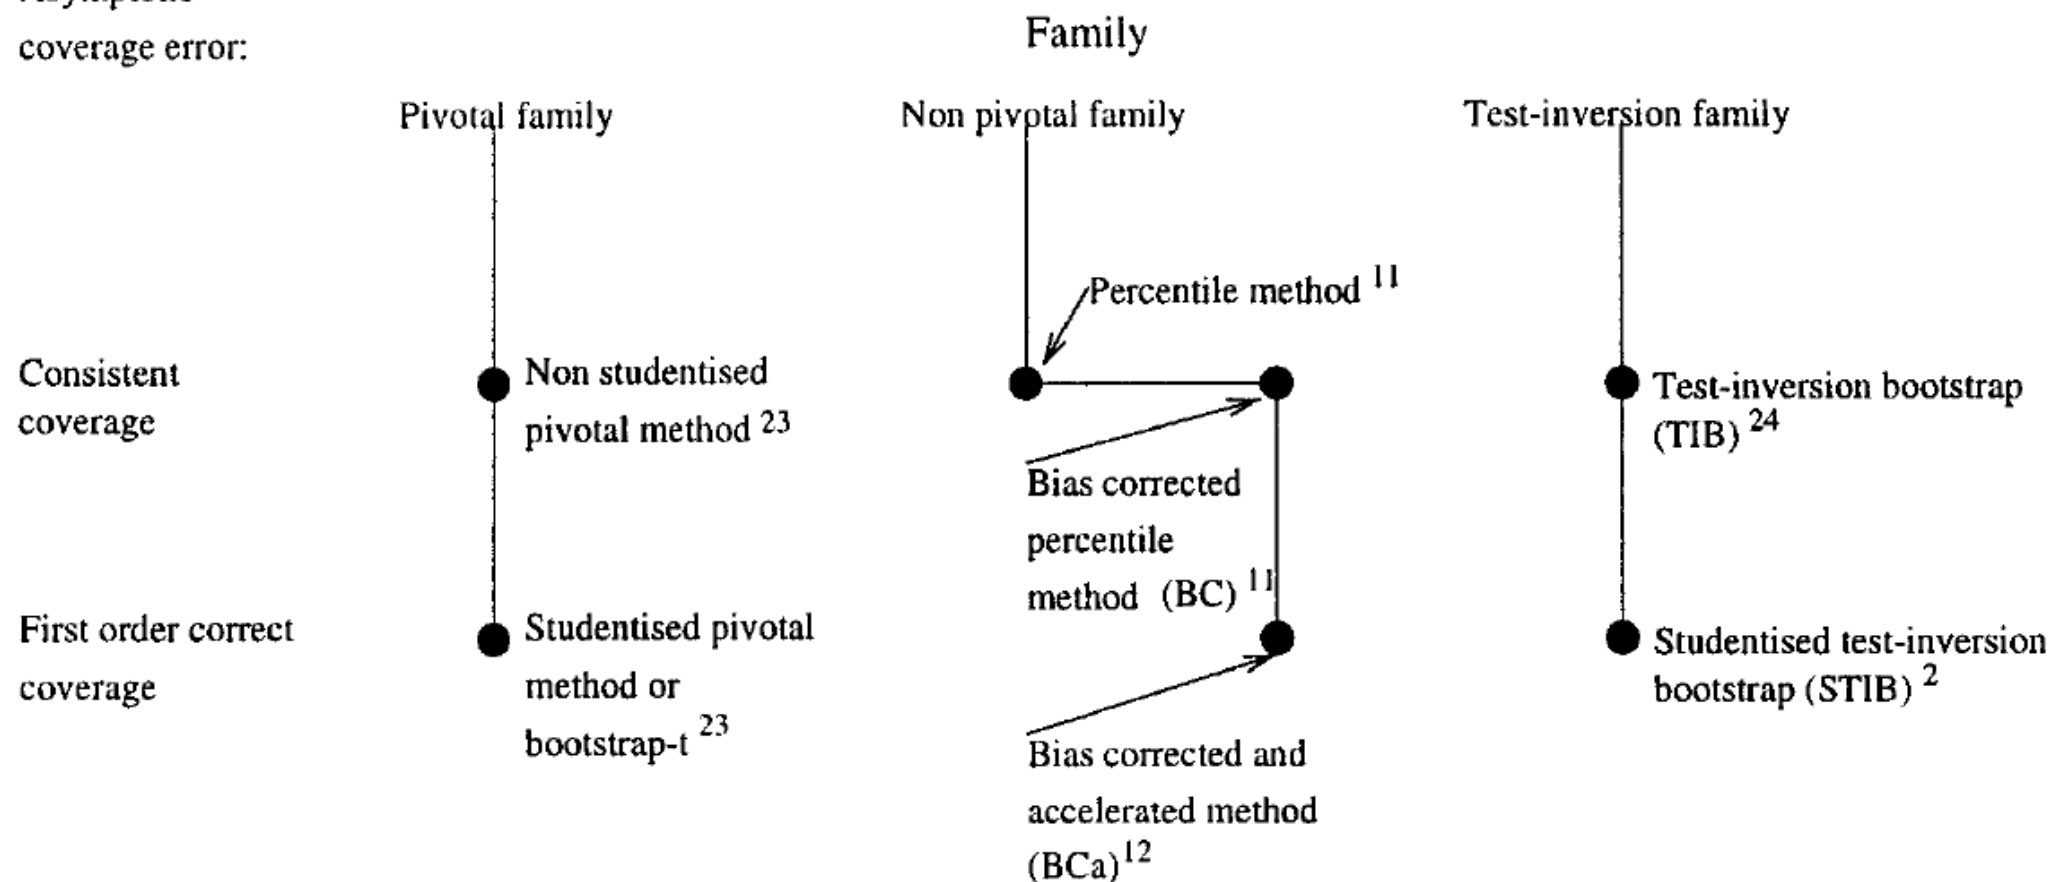 coverage error:
Family
Pivotal family
Non pivotal family
Test-inversion family
Percentile method 11
Consistent
coverage
Non studentised
pivotal method 23
Test-inversion bootstrap
(TIB) 24
Bias corrected
percentile
method (BC) 11
First order correct
coverage
Studentised pivotal
method or
bootstrap-t 23
Studentised test-inversion
bootstrap (STIB) 2
Bias corrected and
accelerated method
(BCa) 12